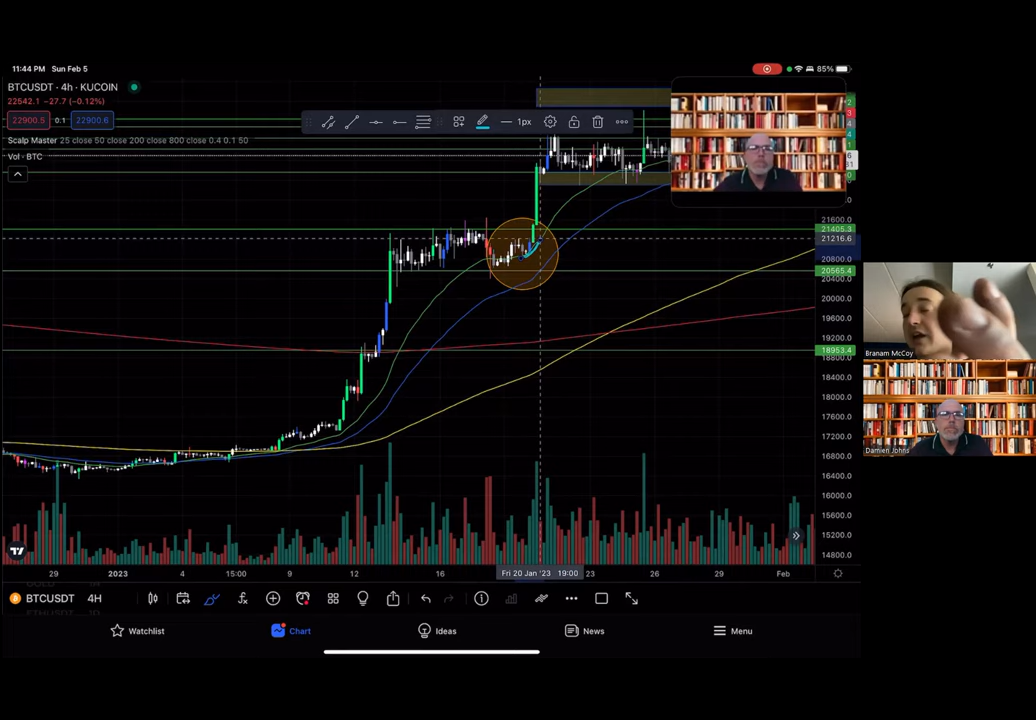 11:44 PM Sun Feb 5
85%
BTCUSDT · 4h · KUCOIN
22542.1 -27.7 (-0.12%)
22900.5 0.1 22900.6
1px
Scalp Master 25 close 50 close 200 close 800 close 0.4 0.1 50
Vol · BTC
21600.0
21405.3
21216.6
20800.0
20565.4
20400.0
20000.0
19600.0
19200.0
18953.4
18800.0
18400.0
18000.0
17600.0
17200.0
16800.0
16400.0
16000.0
15600.0
15200.0
14800.0
29 2023 4 15:00 9 12 16 Fri 20 Jan '23 19:00 23 26 29 Feb
BTCUSDT 4H
Watchlist Chart Ideas News Menu
Branam McCoy
Damien Johns